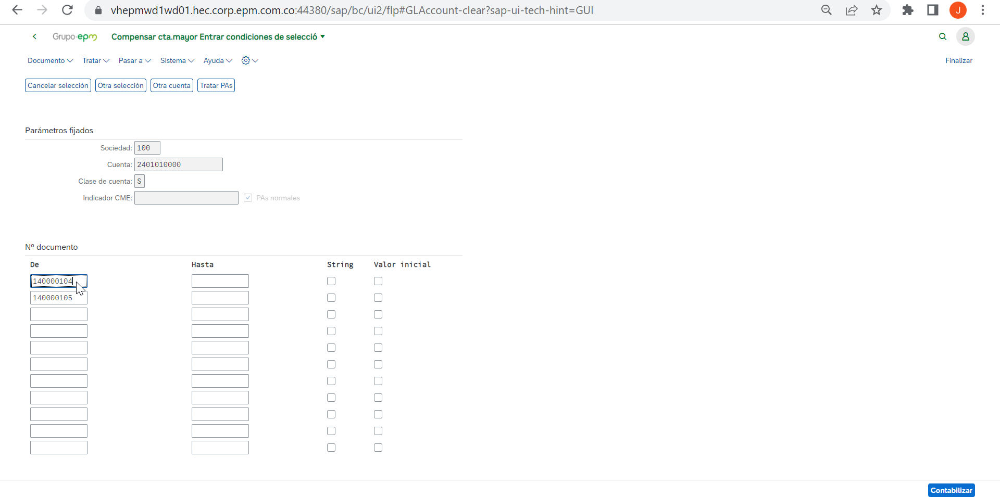 vhepmwd1wd01.hec.corp.epm.com.co:44380/sap/bc/ui2/flp#GLAccount-clear?sap-ui-tech-hint=GUI
J
Grupo·epm
Compensar cta.mayor Entrar condiciones de selecció
Documento Tratar Pasar a Sistema Ayuda Finalizar
Cancelar selección Otra selección Otra cuenta Tratar PAs
Parámetros fijados
Sociedad: 100
Cuenta: 2401010000
Clase de cuenta: S
Indicador CME: PAs normales
Nº documento
De Hasta String Valor inicial
140000104
140000105
Contabilizar